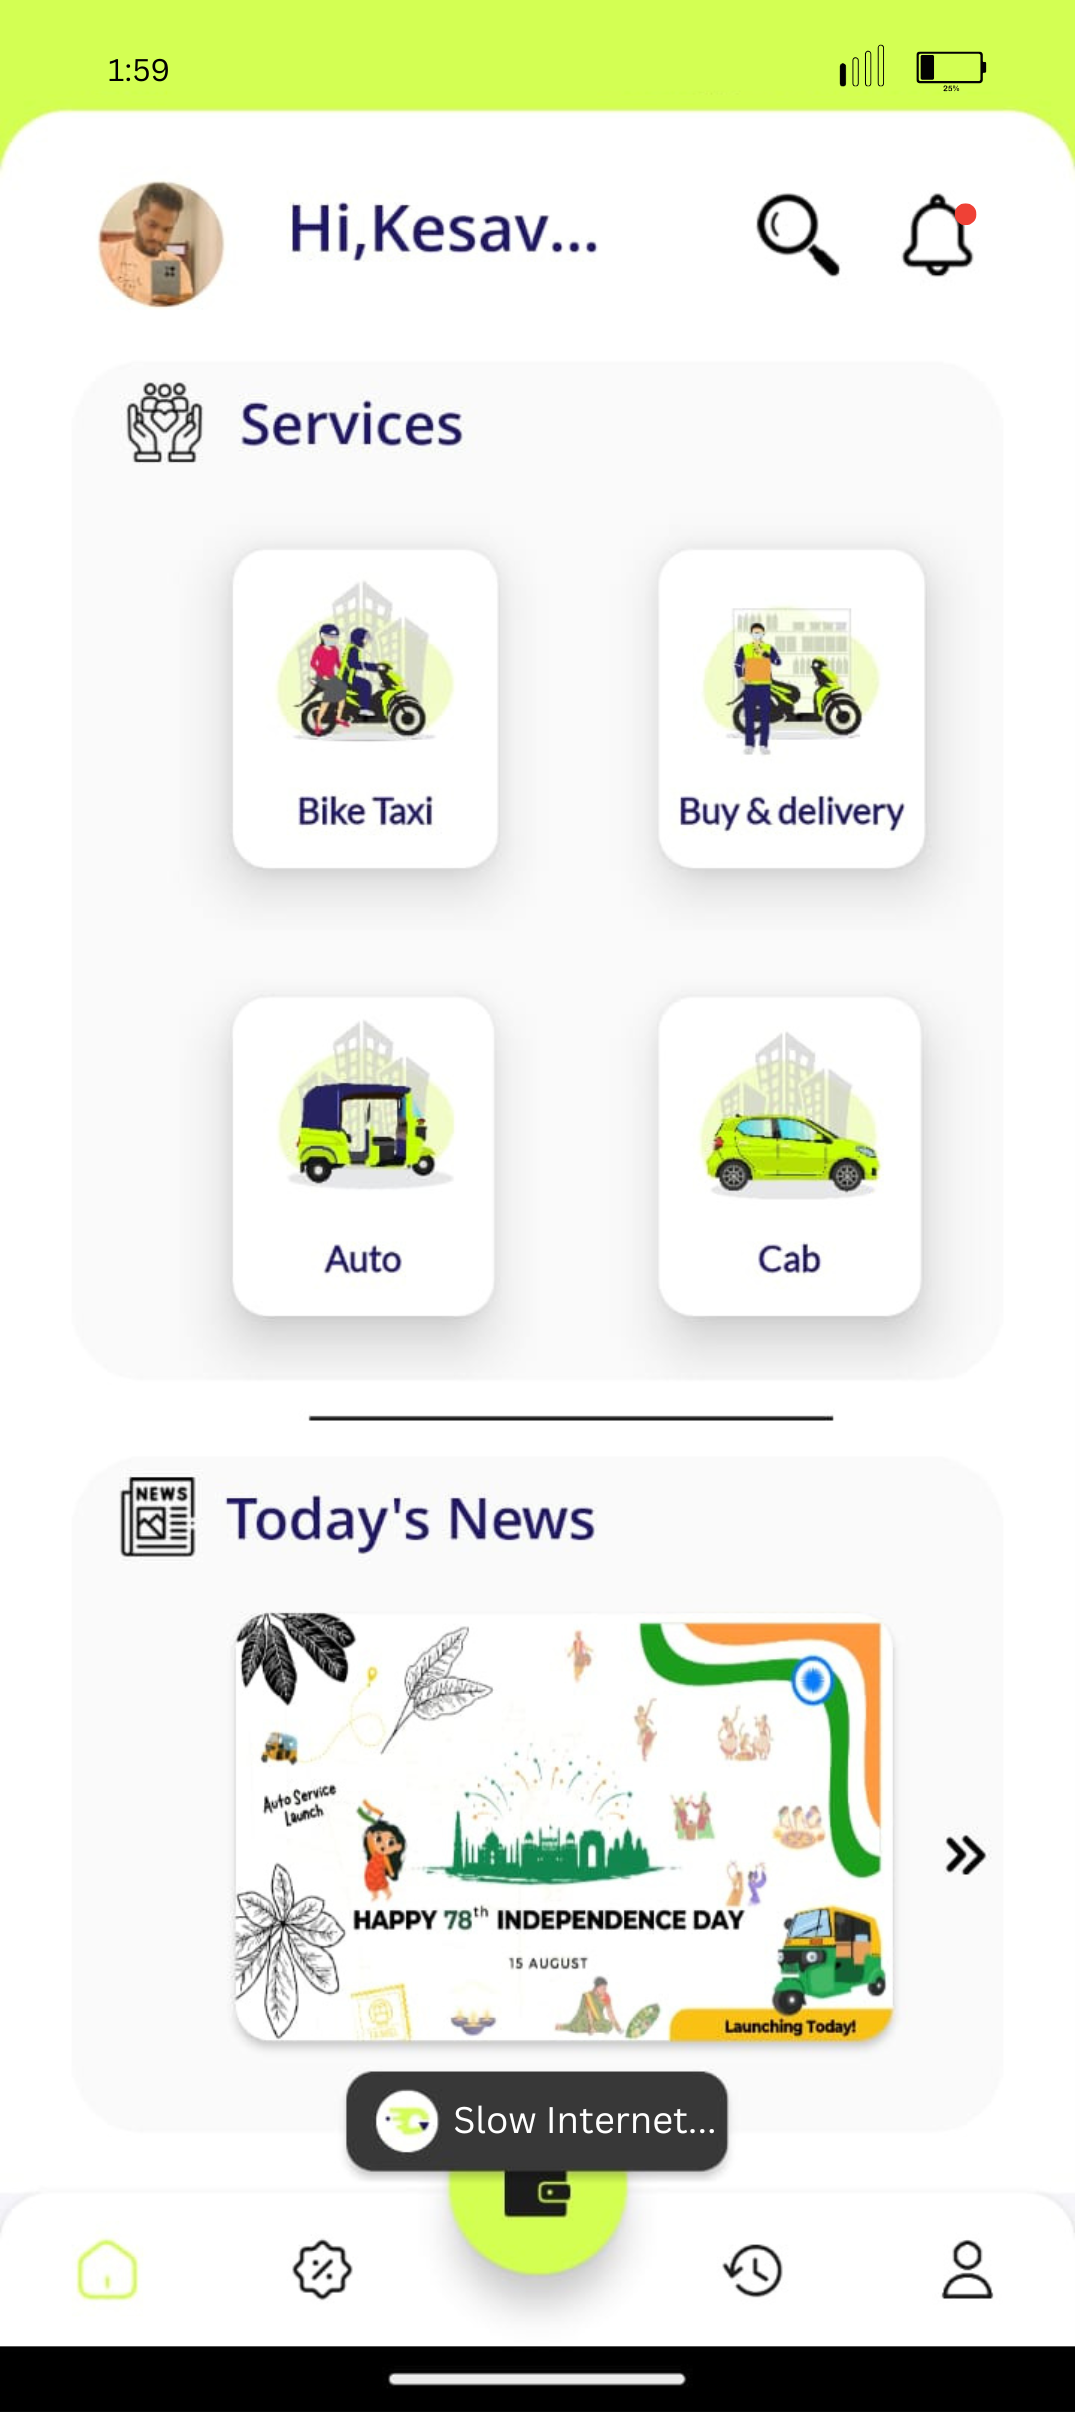 1:59
25%
Hi,Kesav...
Services
Bike Taxi
Buy & delivery
Auto
Cab
NEWS
Today's News
Auto Service
Launch
HAPPY 78th INDEPENDENCE DAY
15 AUGUST
Launching Today!
Slow Internet...